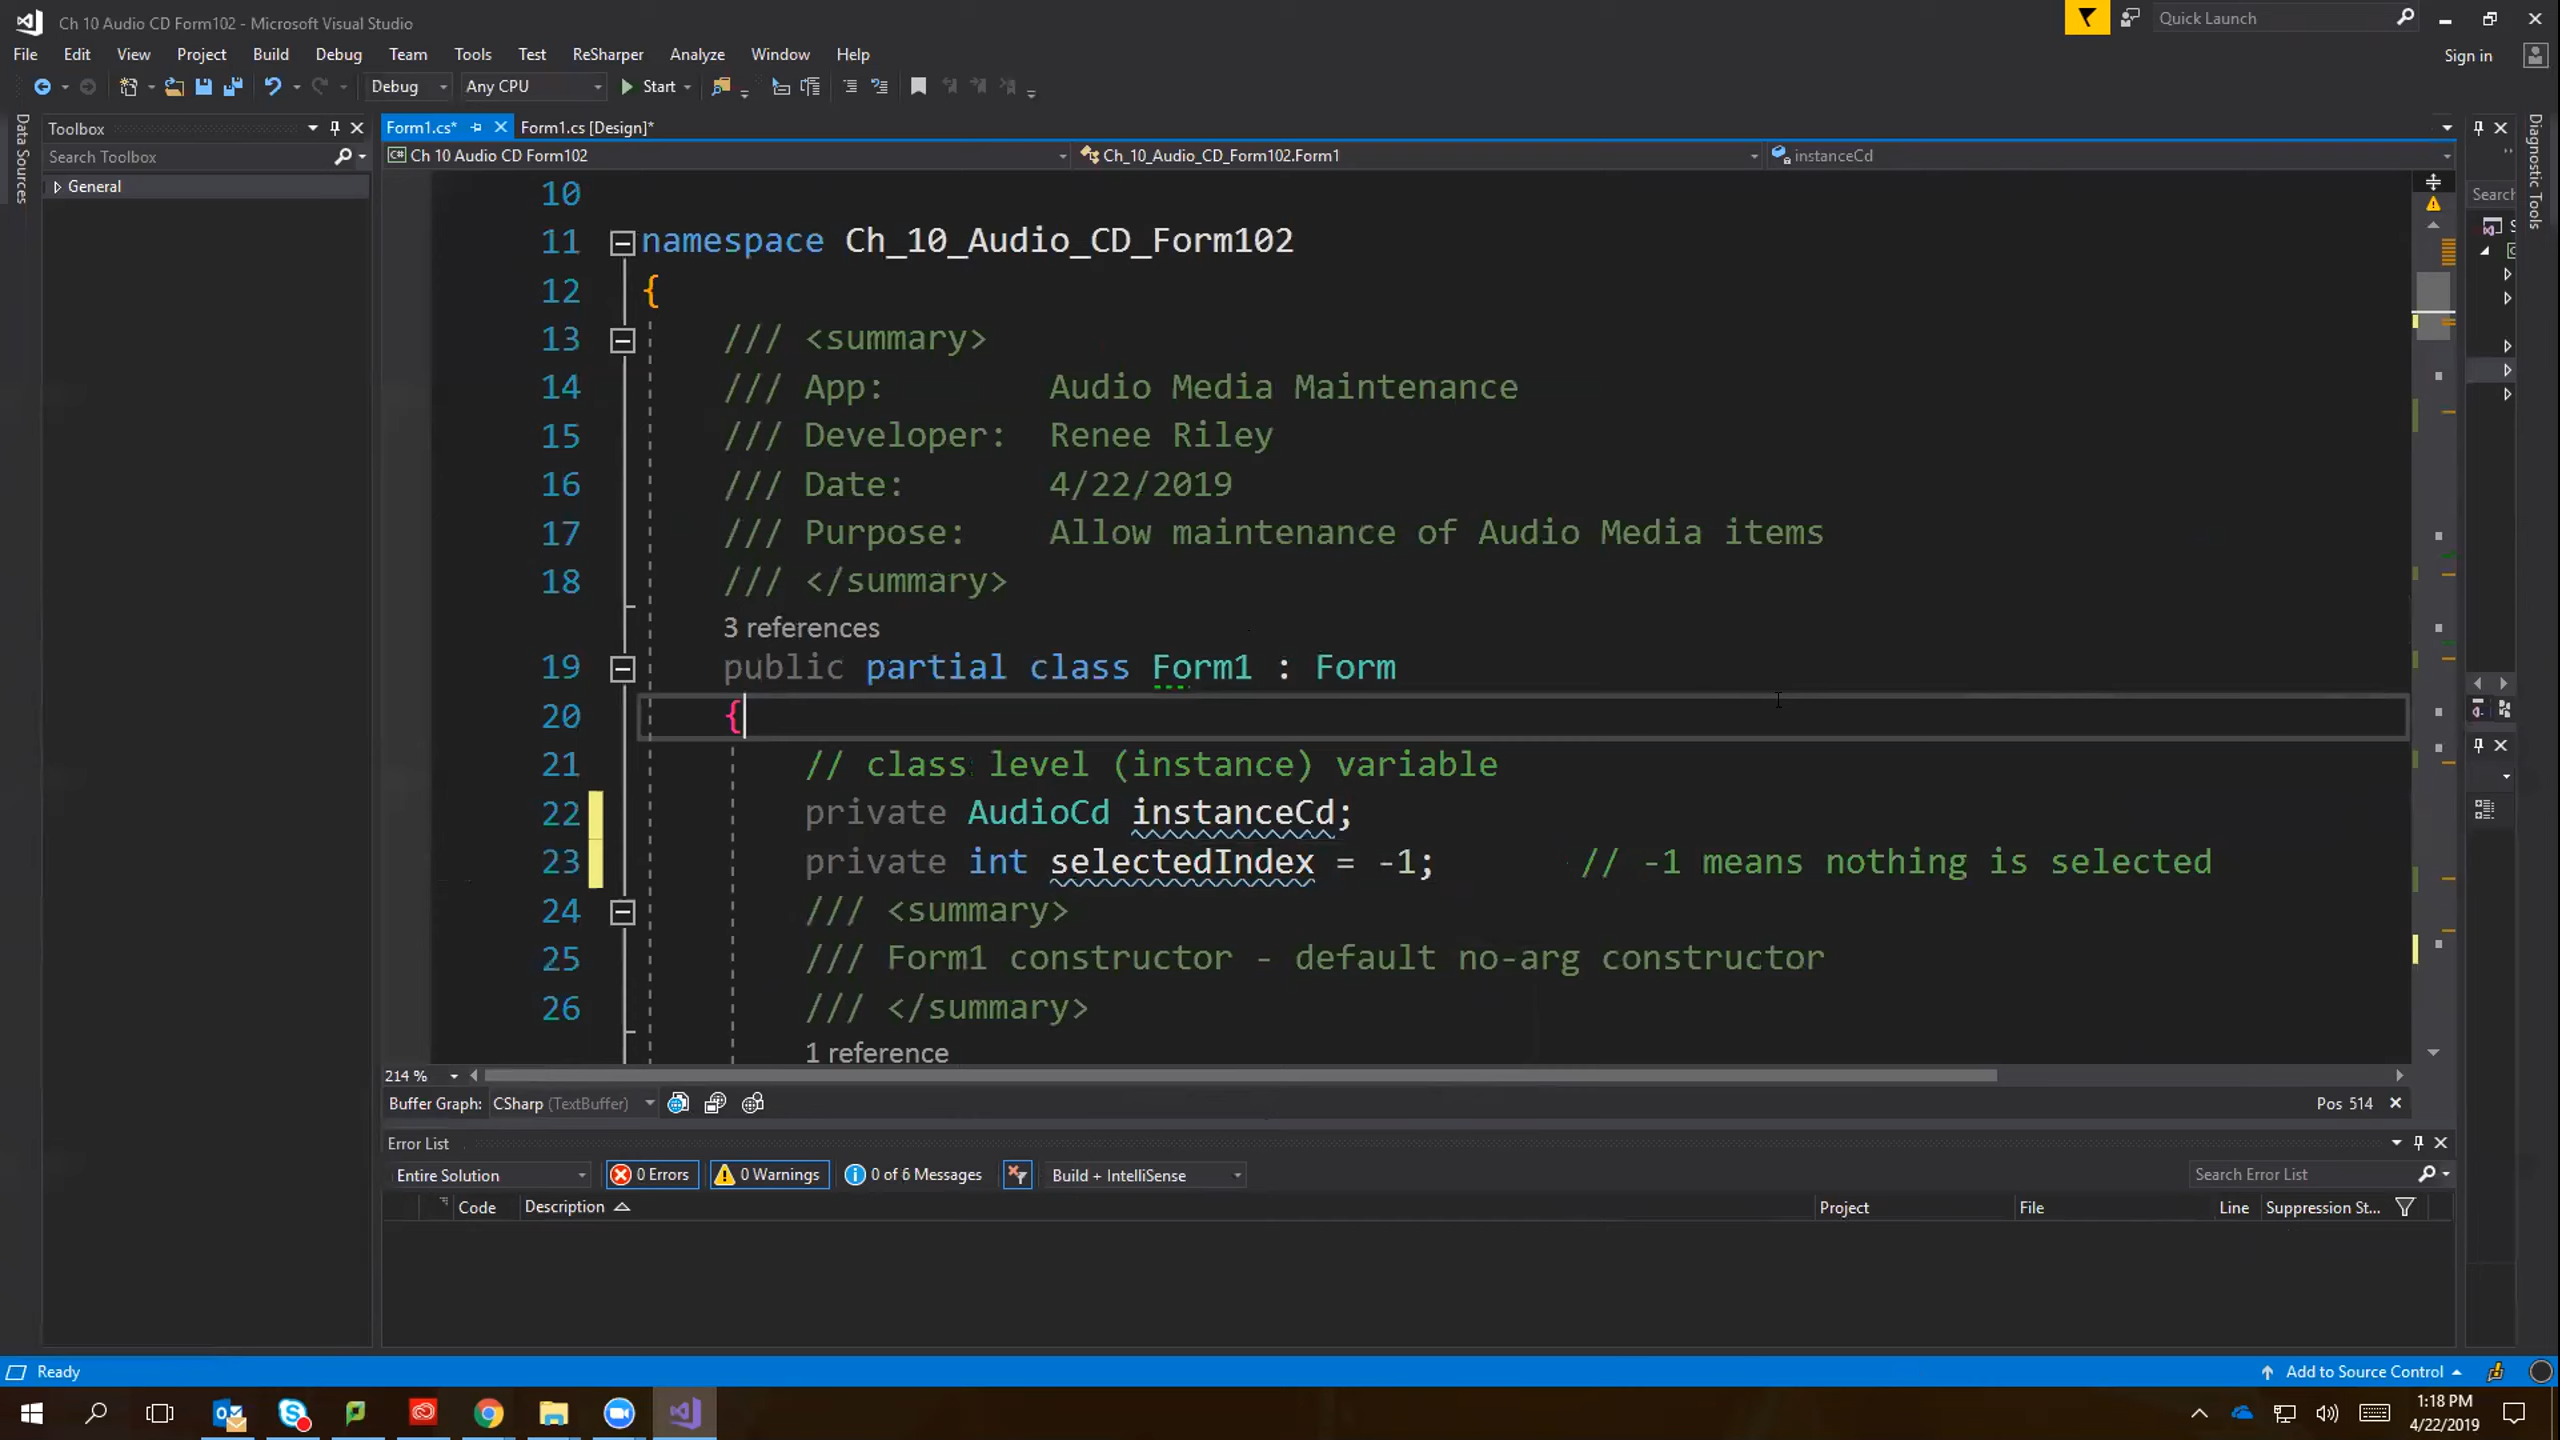 Ch 10 Audio CD Form102 - Microsoft Visual Studio
Quick Launch
File Edit View Project Build Debug Team Tools Test ReSharper Analyze Window Help
Sign in
Debug Any CPU Start
Data Sources
Toolbox
Form1.cs* Form1.cs [Design]*
Diagnostic Tools
Search Toolbox
Ch 10 Audio CD Form102 Ch_10_Audio_CD_Form102.Form1 instanceCd
General
Search
10
11 namespace Ch_10_Audio_CD_Form102
12 {
13 /// <summary>
14 /// App: Audio Media Maintenance
15 /// Developer: Renee Riley
16 /// Date: 4/22/2019
17 /// Purpose: Allow maintenance of Audio Media items
18 /// </summary>
3 references
19 public partial class Form1 : Form
20 {
21 // class level (instance) variable
22 private AudioCd instanceCd;
23 private int selectedIndex = -1; // -1 means nothing is selected
24 /// <summary>
25 /// Form1 constructor - default no-arg constructor
26 /// </summary>
1 reference
214 %
Buffer Graph: CSharp (TextBuffer) Pos 514
Error List
Entire Solution 0 Errors 0 Warnings 0 of 6 Messages Build + IntelliSense Search Error List
Code Description Project File Line Suppression St...
Ready Add to Source Control
1:18 PM
4/22/2019